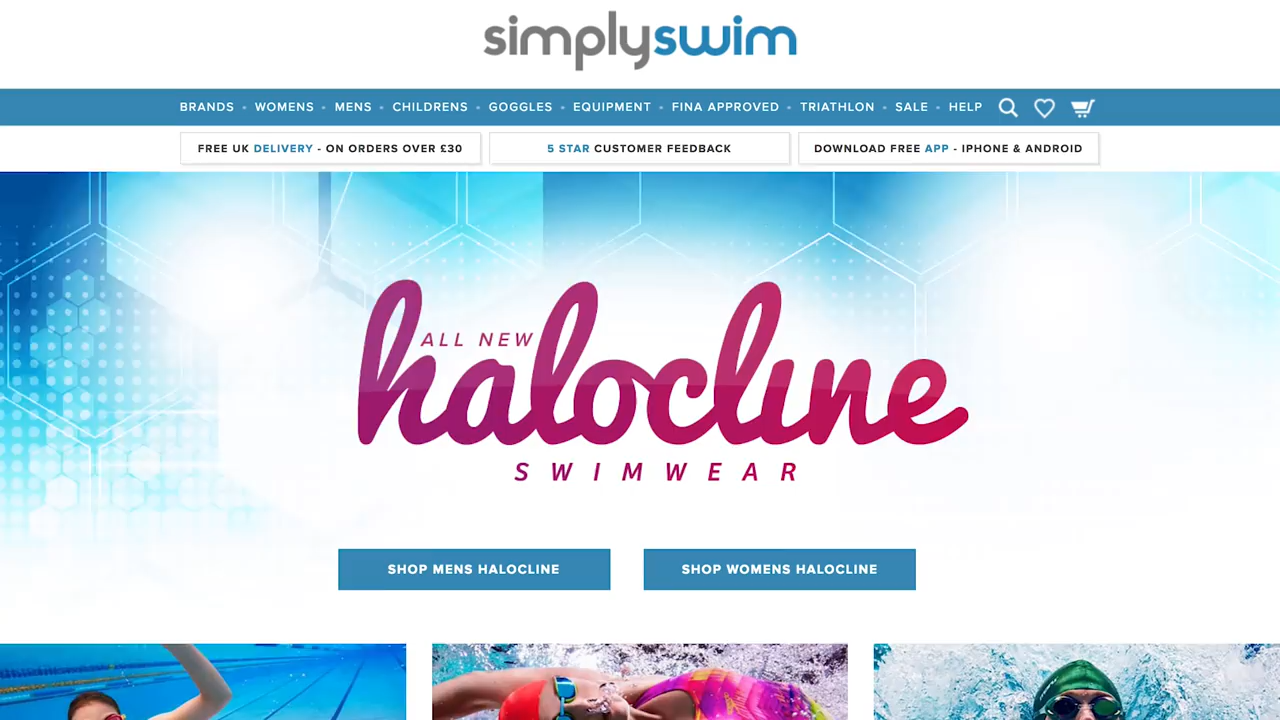 simplyswim
BRANDS • WOMENS • MENS • CHILDRENS • GOGGLES • EQUIPMENT • FINA APPROVED • TRIATHLON • SALE • HELP
FREE UK DELIVERY - ON ORDERS OVER £30
5 STAR CUSTOMER FEEDBACK
DOWNLOAD FREE APP - IPHONE & ANDROID
ALL NEW
halocline
SWIMWEAR
SHOP MENS HALOCLINE
SHOP WOMENS HALOCLINE